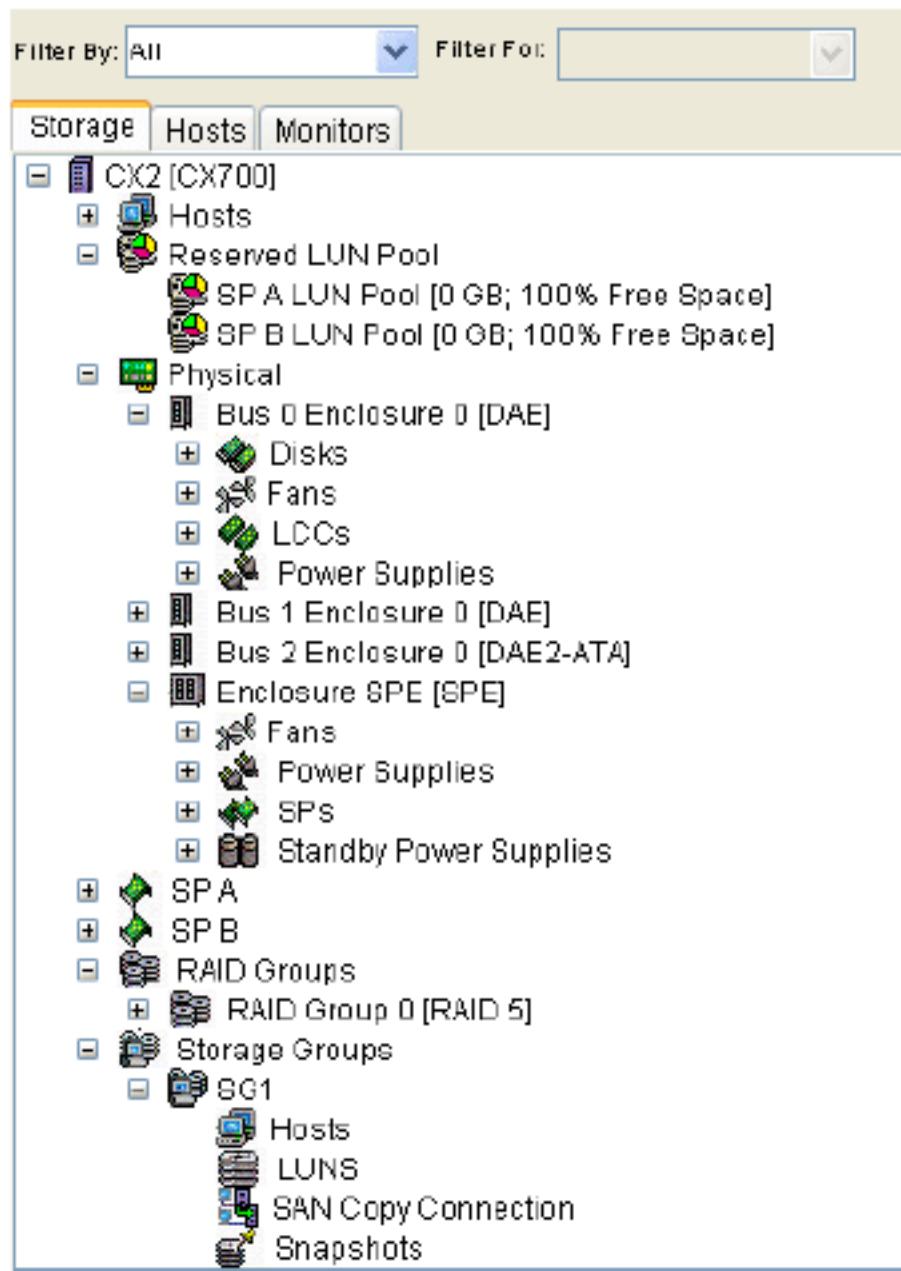 Filter By: All Filter For:
Storage Hosts Monitors
CX2 [CX700]
Hosts
Reserved LUN Pool
SP A LUN Pool [0 GB; 100% Free Space]
SP B LUN Pool [0 GB; 100% Free Space]
Physical
Bus 0 Enclosure 0 [DAE]
Disks
Fans
LCCs
Power Supplies
Bus 1 Enclosure 0 [DAE]
Bus 2 Enclosure 0 [DAE2-ATA]
Enclosure SPE [SPE]
Fans
Power Supplies
SPs
Standby Power Supplies
SP A
SP B
RAID Groups
RAID Group 0 [RAID 5]
Storage Groups
SG1
Hosts
LUNS
SAN Copy Connection
Snapshots